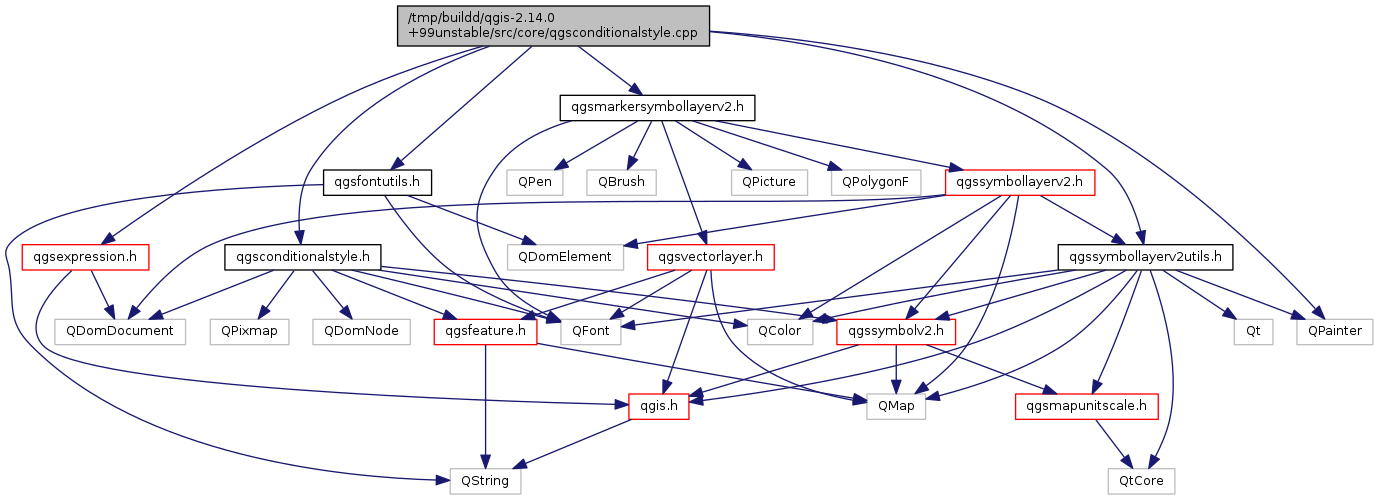 /tmp/buildd/qgis-2.14.0
+99unstable/src/core/qgsconditionalstyle.cpp
qgsmarkersymbollayerv2.h
qgsfontutils.h
QPen
QBrush
QPicture
QPolygonF
qgssymbollayerv2.h
qgsexpression.h
qgsconditionalstyle.h
QDomElement
qgsvectorlayer.h
qgssymbollayerv2utils.h
QDomDocument
QPixmap
QDomNode
qgsfeature.h
QFont
QColor
qgssymbolv2.h
Qt
QPainter
qgis.h
QMap
qgsmapunitscale.h
QString
QtCore